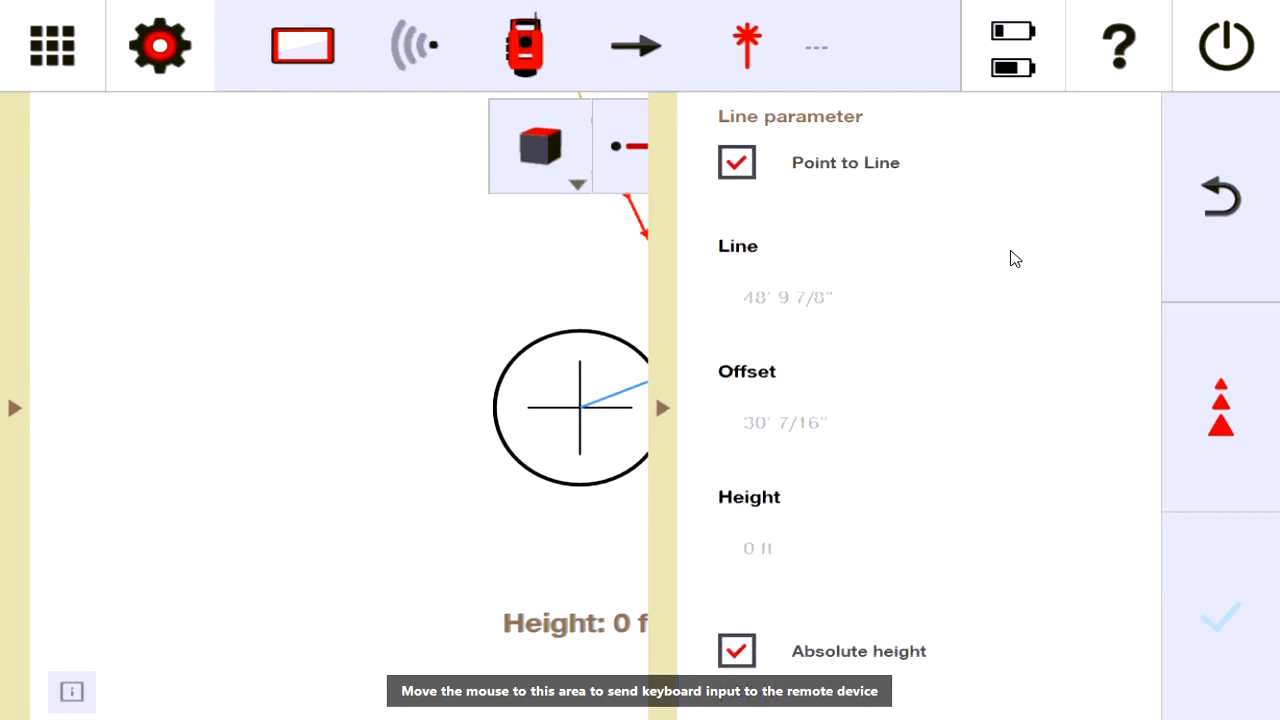 ---
Line parameter
Point to Line
Line
48' 9 7/8"
Offset
30' 7/16"
Height
0 ft
Height: 0 f
Absolute height
Move the mouse to this area to send keyboard input to the remote device